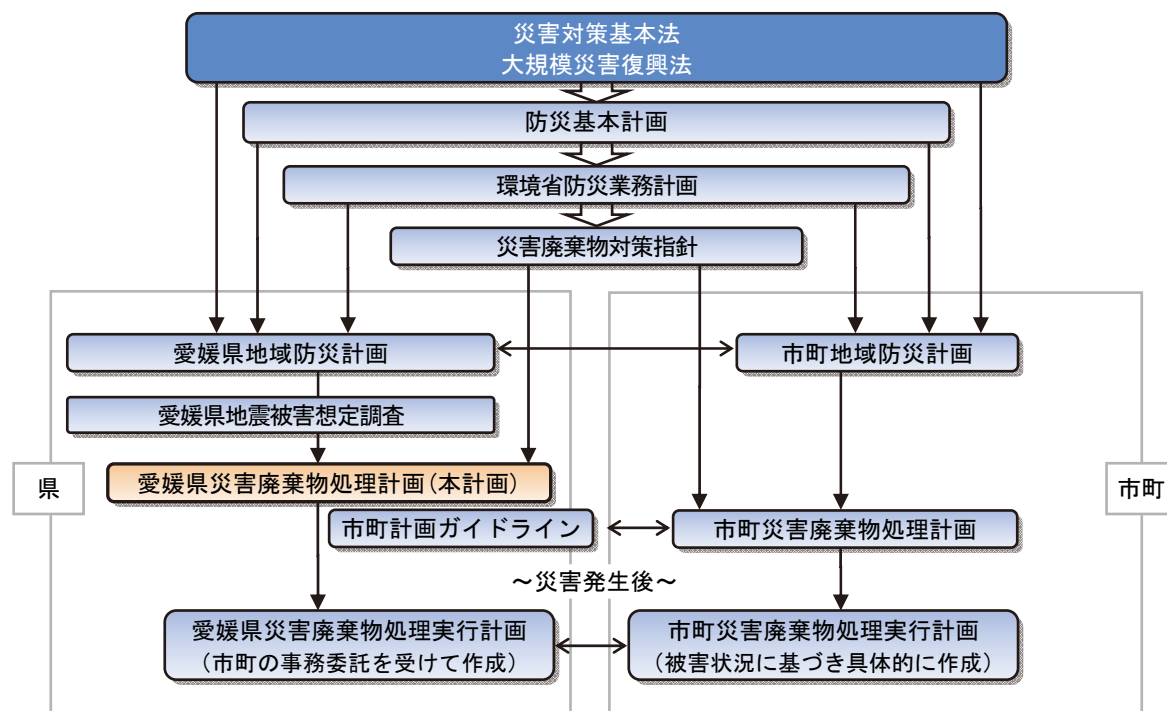 災害対策基本法
大規模災害復興法
防災基本計画
環境省防災業務計画
災害廃棄物対策指針
愛媛県地域防災計画
市町地域防災計画
愛媛県地震被害想定調査
県
愛媛県災害廃棄物処理計画(本計画)
市町
市町計画ガイドライン
市町災害廃棄物処理計画
～災害発生後～
愛媛県災害廃棄物処理実行計画
(市町の事務委託を受けて作成)
市町災害廃棄物処理実行計画
(被害状況に基づき具体的に作成)